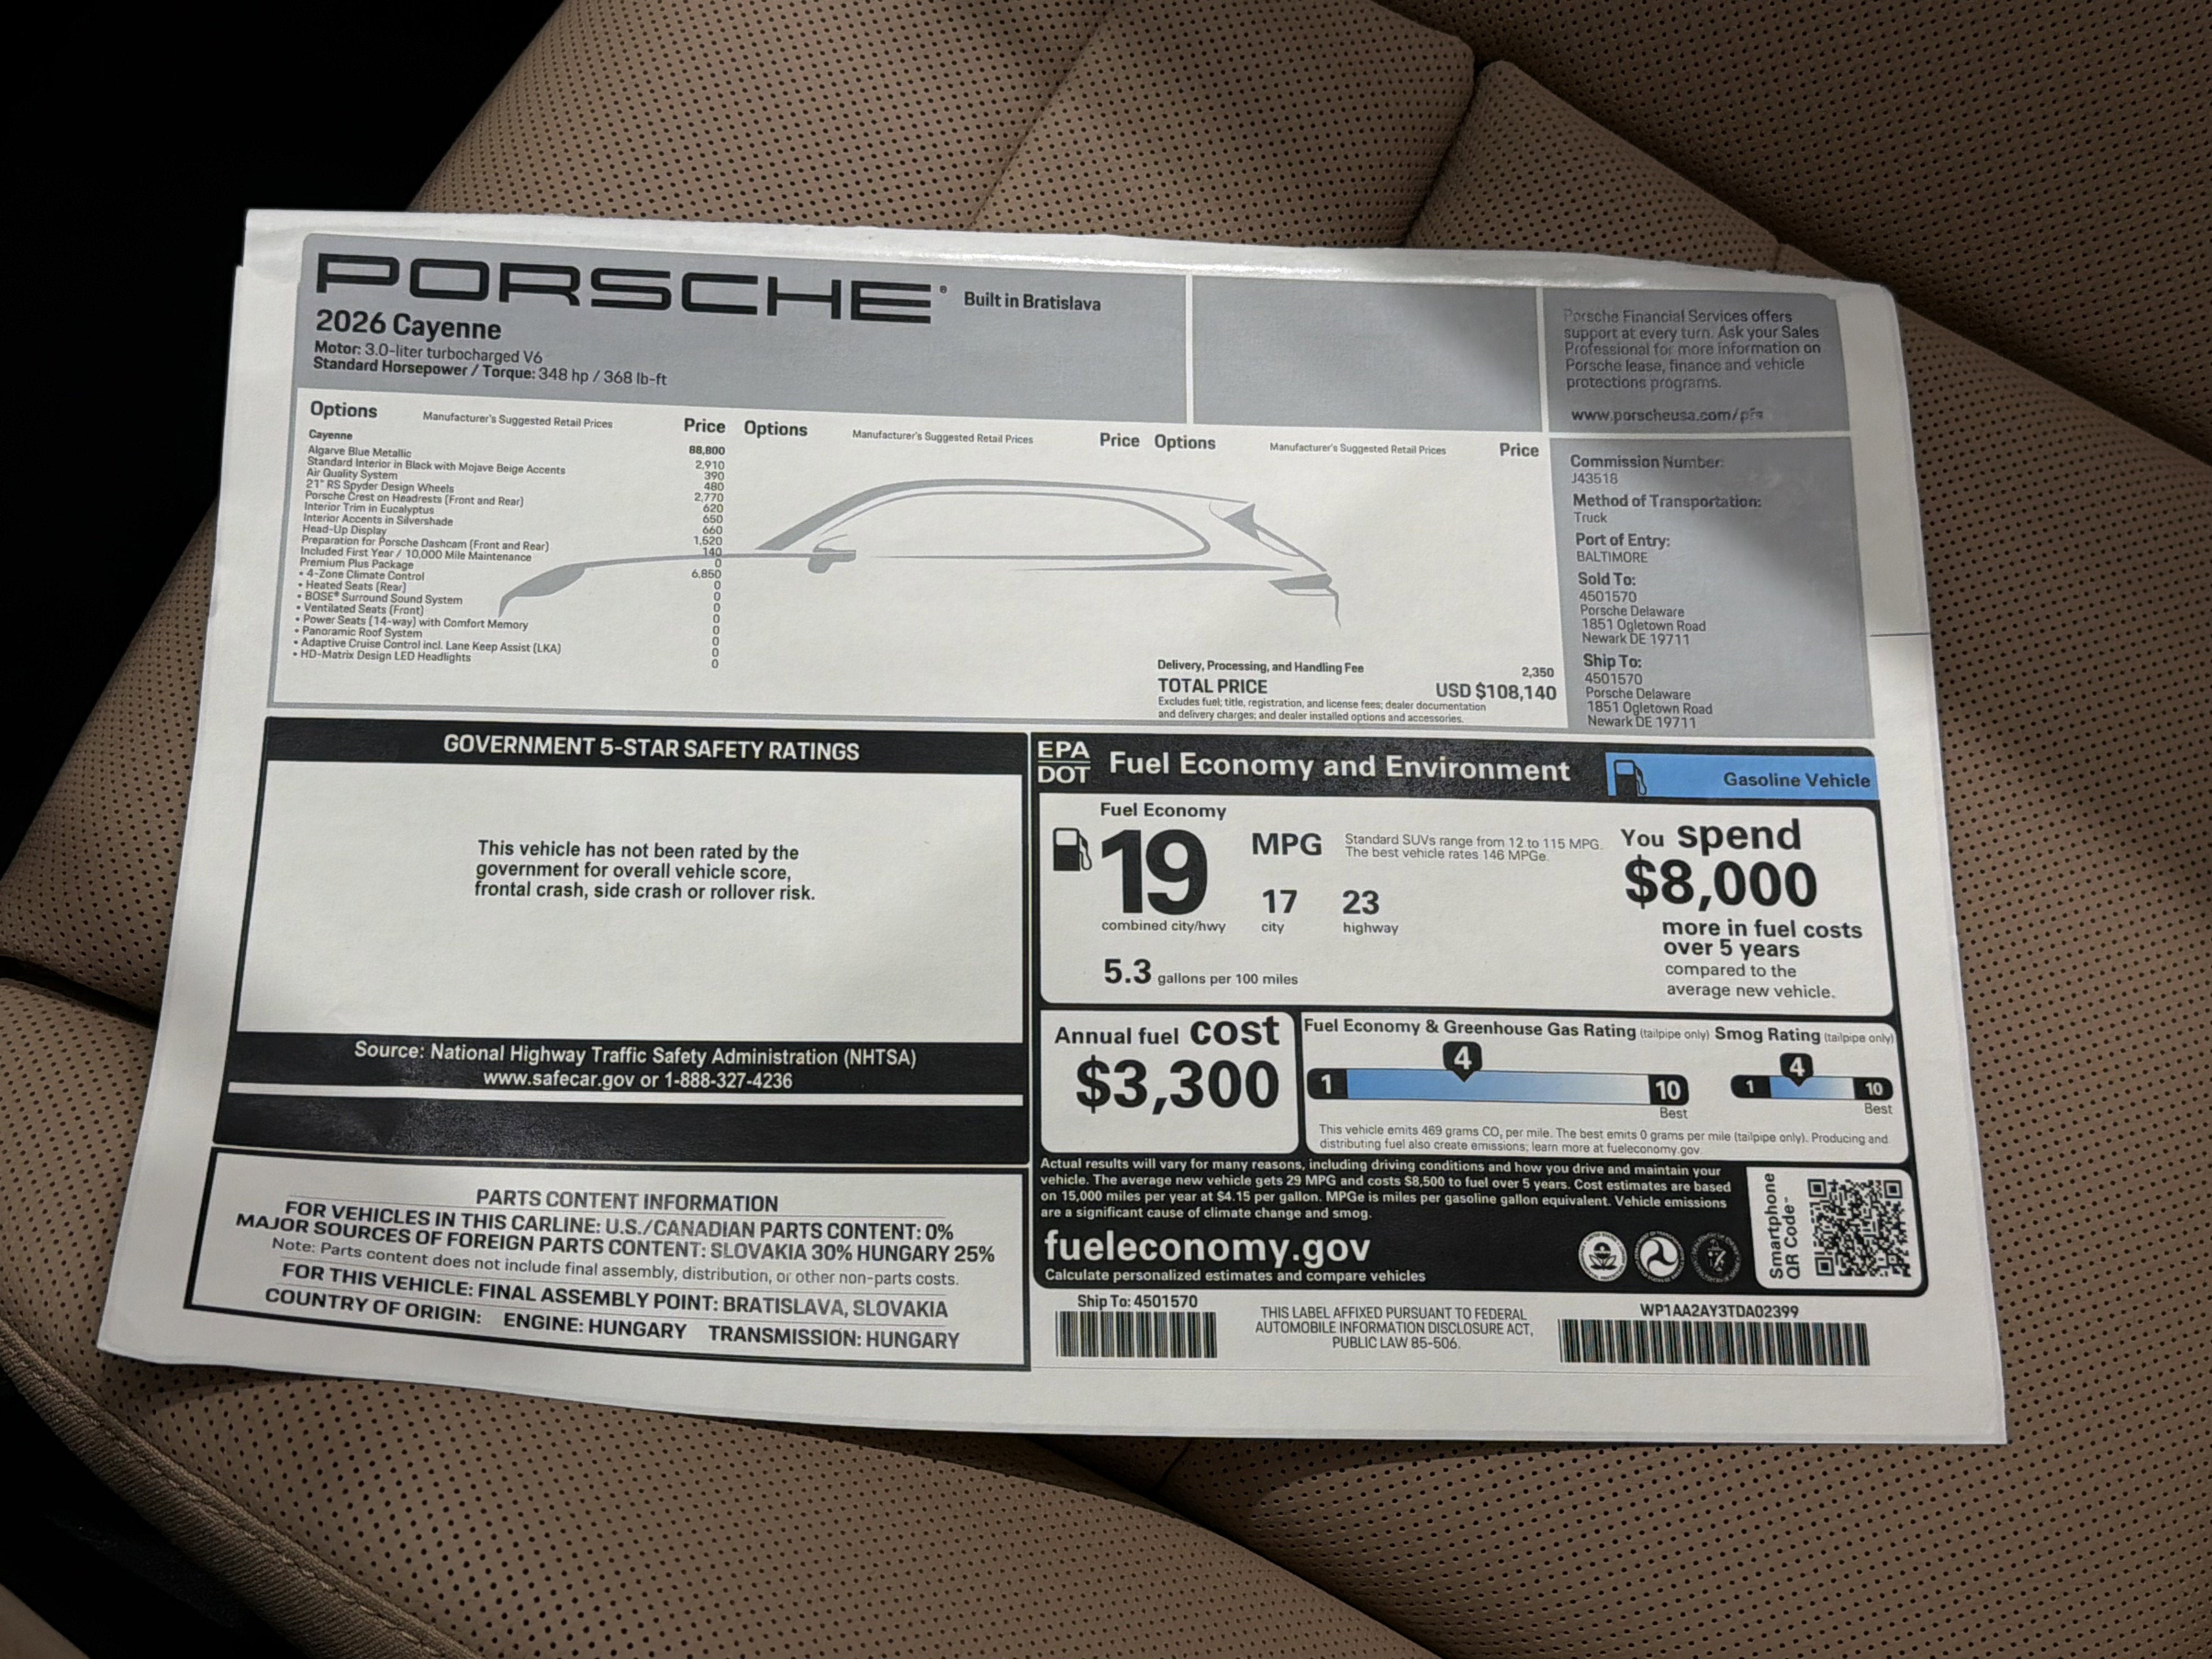 PORSCHE® Built in Bratislava
2026 Cayenne
Motor: 3.0-liter turbocharged V6
Standard Horsepower / Torque: 348 hp / 368 lb-ft
Porsche Financial Services offers
support at every turn. Ask your Sales
Professional for more information on
Porsche lease, finance and vehicle
protections programs.
www.porscheusa.com/pfs
Options Manufacturer's Suggested Retail Prices Price Options Manufacturer's Suggested Retail Prices Price Options Manufacturer's Suggested Retail Prices Price
Cayenne 88,800
Algarve Blue Metallic 2,910
Standard Interior in Black with Mojave Beige Accents 390
Air Quality System 480
21" RS Spyder Design Wheels 2,770
Porsche Crest on Headrests (Front and Rear) 620
Interior Trim in Eucalyptus 650
Interior Accents in Silvershade 660
Head-Up Display 1,520
Preparation for Porsche Dashcam (Front and Rear) 140
Included First Year / 10,000 Mile Maintenance 0
Premium Plus Package 6,850
• 4-Zone Climate Control 0
• Heated Seats (Rear) 0
• BOSE® Surround Sound System 0
• Ventilated Seats (Front) 0
• Power Seats (14-way) with Comfort Memory 0
• Panoramic Roof System 0
• Adaptive Cruise Control incl. Lane Keep Assist (LKA) 0
• HD-Matrix Design LED Headlights 0
Delivery, Processing, and Handling Fee 2,350
TOTAL PRICE USD $108,140
Excludes fuel; title, registration, and license fees; dealer documentation
and delivery charges; and dealer installed options and accessories.
Commission Number:
J43518
Method of Transportation:
Truck
Port of Entry:
BALTIMORE
Sold To:
4501570
Porsche Delaware
1851 Ogletown Road
Newark DE 19711
Ship To:
4501570
Porsche Delaware
1851 Ogletown Road
Newark DE 19711
GOVERNMENT 5-STAR SAFETY RATINGS
This vehicle has not been rated by the
government for overall vehicle score,
frontal crash, side crash or rollover risk.
Source: National Highway Traffic Safety Administration (NHTSA)
www.safecar.gov or 1-888-327-4236
PARTS CONTENT INFORMATION
FOR VEHICLES IN THIS CARLINE: U.S./CANADIAN PARTS CONTENT: 0%
MAJOR SOURCES OF FOREIGN PARTS CONTENT: SLOVAKIA 30% HUNGARY 25%
Note: Parts content does not include final assembly, distribution, or other non-parts costs.
FOR THIS VEHICLE: FINAL ASSEMBLY POINT: BRATISLAVA, SLOVAKIA
COUNTRY OF ORIGIN: ENGINE: HUNGARY TRANSMISSION: HUNGARY
EPA
DOT
Fuel Economy and Environment
Gasoline Vehicle
Fuel Economy
19 MPG
Standard SUVs range from 12 to 115 MPG.
The best vehicle rates 146 MPGe.
17 23
combined city/hwy city highway
5.3 gallons per 100 miles
You spend
$8,000
more in fuel costs
over 5 years
compared to the
average new vehicle.
Annual fuel cost
$3,300
Fuel Economy & Greenhouse Gas Rating (tailpipe only) Smog Rating (tailpipe only)
4 4
1 10 1 10
Best Best
This vehicle emits 469 grams CO2 per mile. The best emits 0 grams per mile (tailpipe only). Producing and
distributing fuel also create emissions; learn more at fueleconomy.gov
Actual results will vary for many reasons, including driving conditions and how you drive and maintain your
vehicle. The average new vehicle gets 29 MPG and costs $8,500 to fuel over 5 years. Cost estimates are based
on 15,000 miles per year at $4.15 per gallon. MPGe is miles per gasoline gallon equivalent. Vehicle emissions
are a significant cause of climate change and smog.
fueleconomy.gov
Calculate personalized estimates and compare vehicles
Smartphone
QR Code™
Ship To: 4501570
THIS LABEL AFFIXED PURSUANT TO FEDERAL
AUTOMOBILE INFORMATION DISCLOSURE ACT,
PUBLIC LAW 85-506.
WP1AA2AY3TDA02399